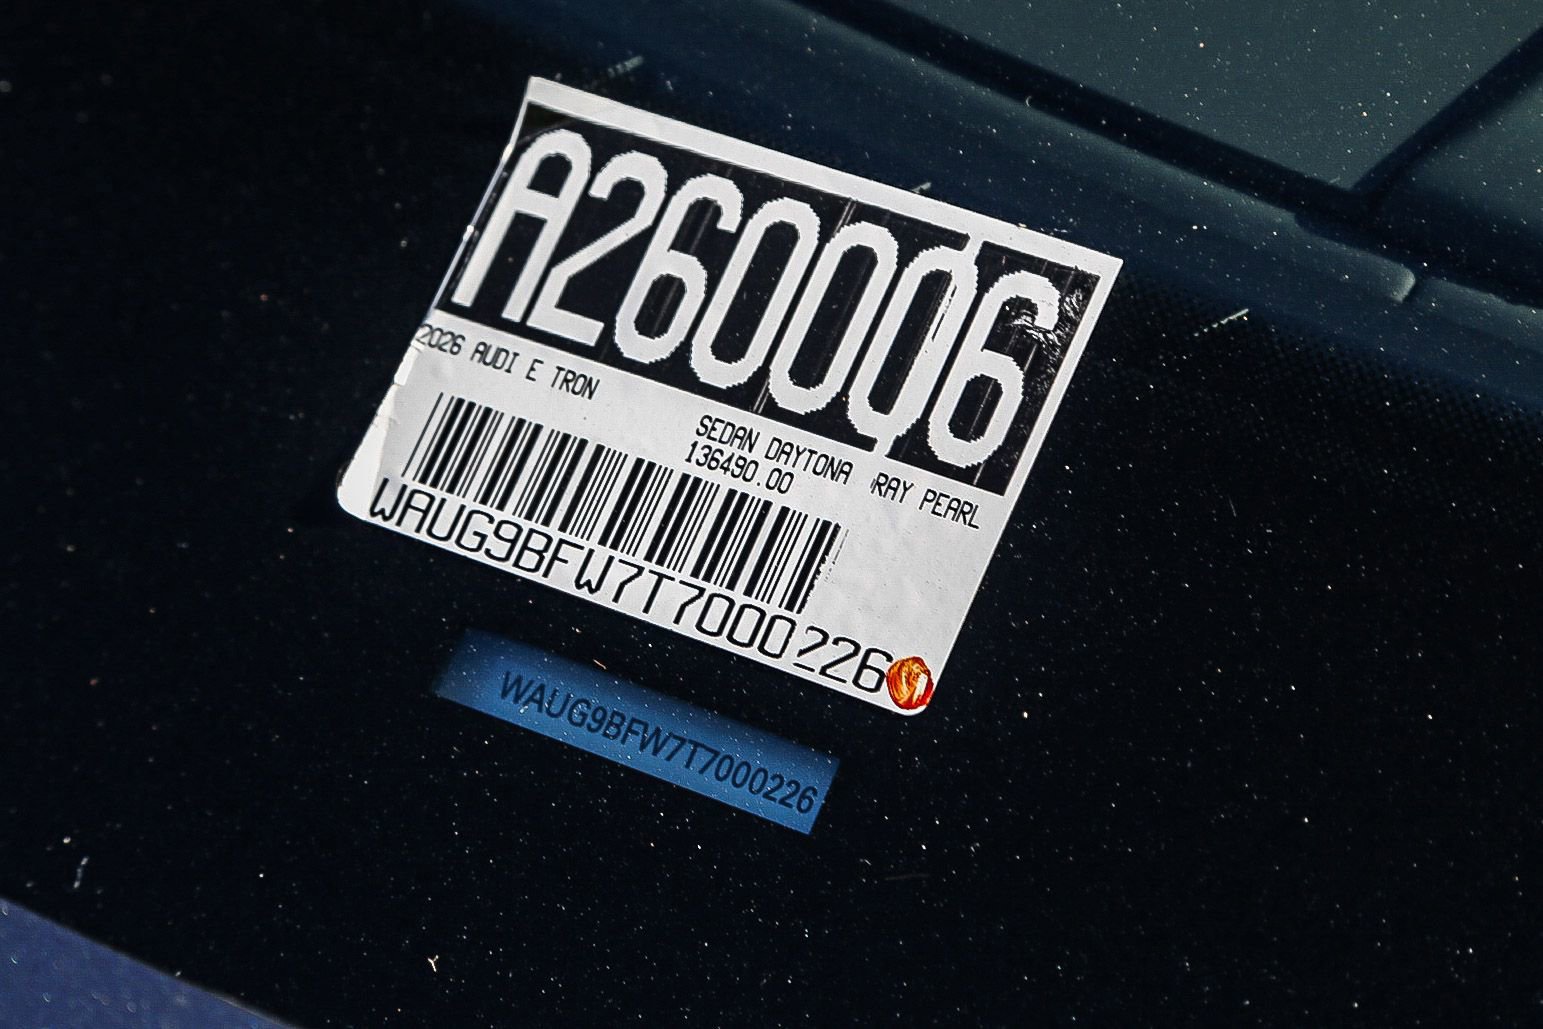 A260006
2026 AUDI E TRON
SEDAN DAYTONA RAY PEARL
136490.00
WAUG9BFW7T7000226
WAUG9BFW7T7000226